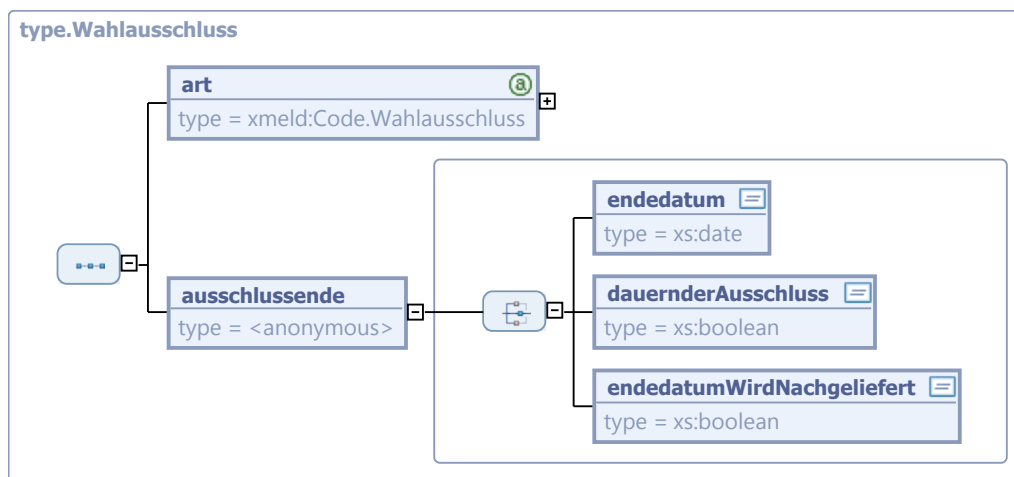 type.Wahlausschluss
art
type = xmeld:Code.Wahlausschluss
endedatum
type = xs:date
ausschlussende
type = <anonymous>
dauernderAusschluss
type = xs:boolean
endedatumWirdNachgeliefert
type = xs:boolean